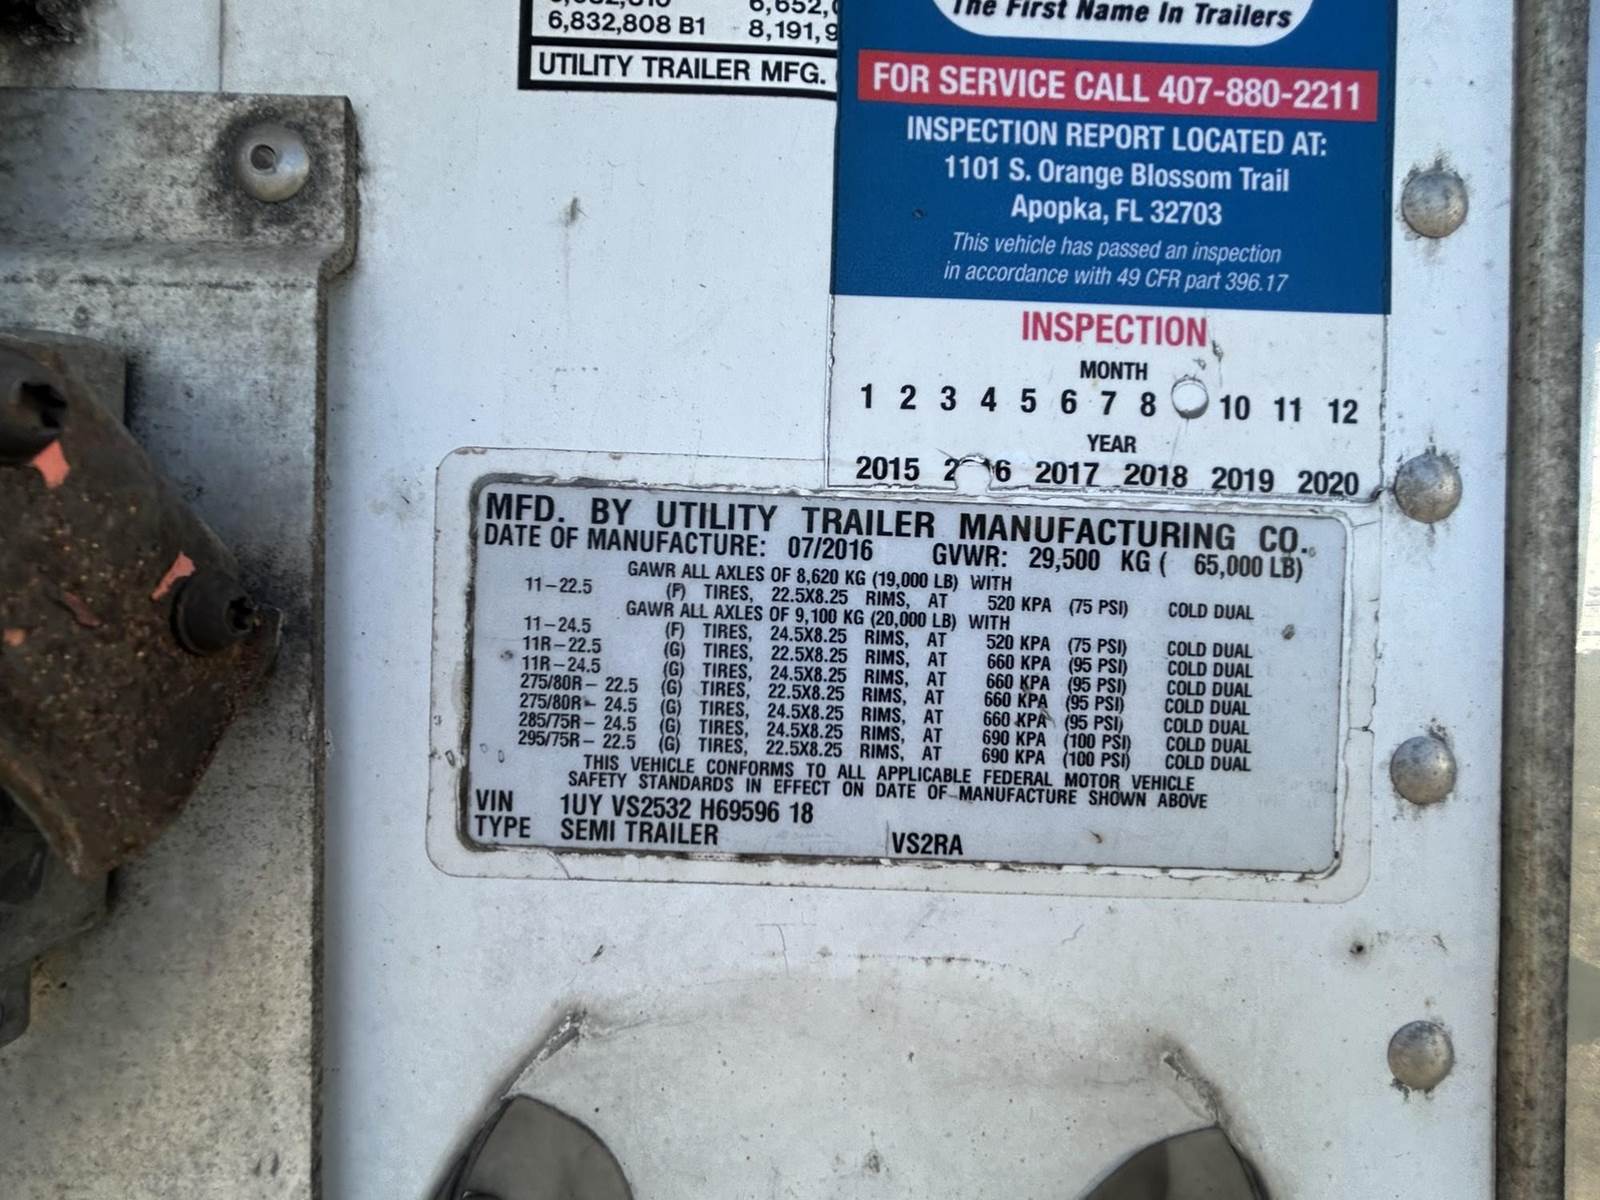 6,832,808 B1 8,191,9
UTILITY TRAILER MFG.
The First Name In Trailers
FOR SERVICE CALL 407-880-2211
INSPECTION REPORT LOCATED AT:
1101 S. Orange Blossom Trail
Apopka, FL 32703
This vehicle has passed an inspection
in accordance with 49 CFR part 396.17
INSPECTION
MONTH
1 2 3 4 5 6 7 8 10 11 12
YEAR
2015 2 6 2017 2018 2019 2020
MFD. BY UTILITY TRAILER MANUFACTURING CO.
DATE OF MANUFACTURE: 07/2016 GVWR: 29,500 KG ( 65,000 LB)
GAWR ALL AXLES OF 8,620 KG (19,000 LB) WITH
11-22.5 (F) TIRES, 22.5X8.25 RIMS, AT 520 KPA (75 PSI) COLD DUAL
GAWR ALL AXLES OF 9,100 KG (20,000 LB) WITH
11-24.5 (F) TIRES, 24.5X8.25 RIMS, AT 520 KPA (75 PSI) COLD DUAL
11R-22.5 (G) TIRES, 22.5X8.25 RIMS, AT 660 KPA (95 PSI) COLD DUAL
11R-24.5 (G) TIRES, 24.5X8.25 RIMS, AT 660 KPA (95 PSI) COLD DUAL
275/80R- 22.5 (G) TIRES, 22.5X8.25 RIMS, AT 660 KPA (95 PSI) COLD DUAL
275/80R- 24.5 (G) TIRES, 24.5X8.25 RIMS, AT 660 KPA (95 PSI) COLD DUAL
285/75R- 24.5 (G) TIRES, 24.5X8.25 RIMS, AT 690 KPA (100 PSI) COLD DUAL
295/75R- 22.5 (G) TIRES, 22.5X8.25 RIMS, AT 690 KPA (100 PSI) COLD DUAL
THIS VEHICLE CONFORMS TO ALL APPLICABLE FEDERAL MOTOR VEHICLE
SAFETY STANDARDS IN EFFECT ON DATE OF MANUFACTURE SHOWN ABOVE
VIN 1UY VS2532 H69596 18
TYPE SEMI TRAILER VS2RA